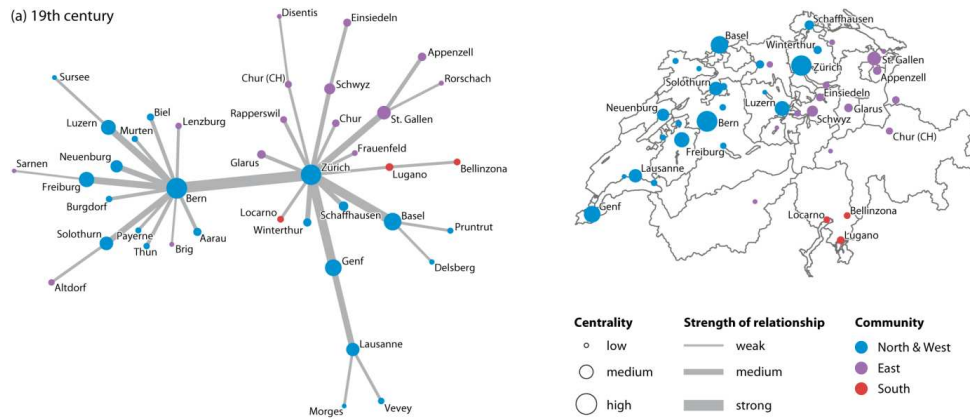 (a) 19th century
Disentis
Einsiedeln
Appenzell
Sursee
Chur (CH)
Schwyz
Rorschach
Biel
Lenzburg
Luzern
Murten
Rapperswil
Chur
St. Gallen
Neuenburg
Glarus
Frauenfeld
Sarnen
Zürich
Lugano
Bellinzona
Freiburg
Bern
Burgdorf
Locarno
Schaffhausen
Basel
Solothurn
Payerne
Aarau
Winterthur
Pruntrut
Thun
Brig
Genf
Delsberg
Altdorf
Lausanne
Morges
Vevey
Schaffhausen
Basel
Winterthur
Zürich
St. Gallen
Solothurn
Appenzell
Einsiedeln
Neuenburg
Luzern
Glarus
Bern
Schwyz
Freiburg
Chur (CH)
Lausanne
Genf
Locarno
Bellinzona
Lugano
Centrality
low
medium
high
Strength of relationship
weak
medium
strong
Community
North & West
East
South